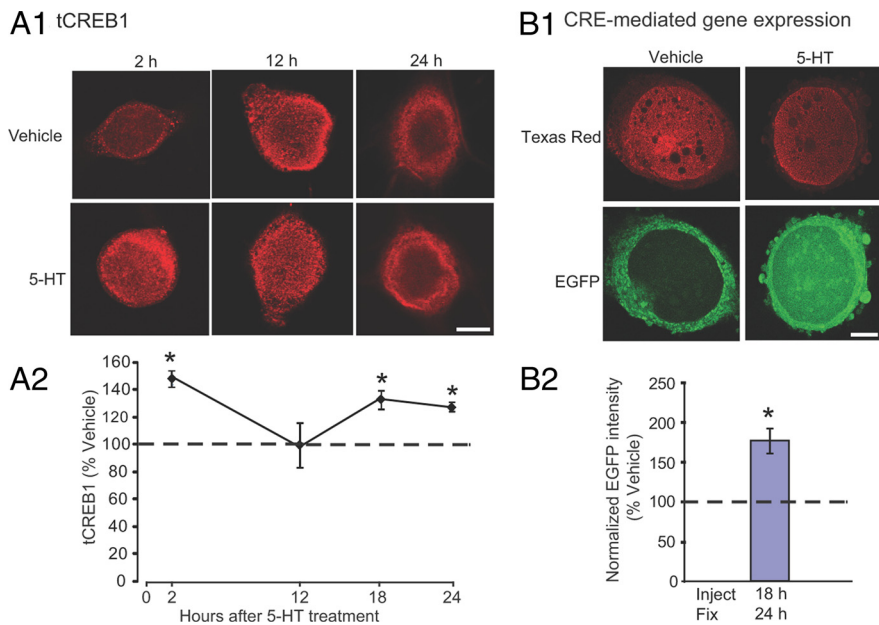 A1 tCREB1
2 h 12 h 24 h
Vehicle
5-HT
A2
tCREB1 (% Vehicle)
160
140
120
100
80
60
40
20
0
* * *
0 2 12 18 24
Hours after 5-HT treatment
B1 CRE-mediated gene expression
Vehicle 5-HT
Texas Red
EGFP
B2
Normalized EGFP intensity
(% Vehicle)
250
200
150
100
50
0
*
Inject 18 h
Fix 24 h